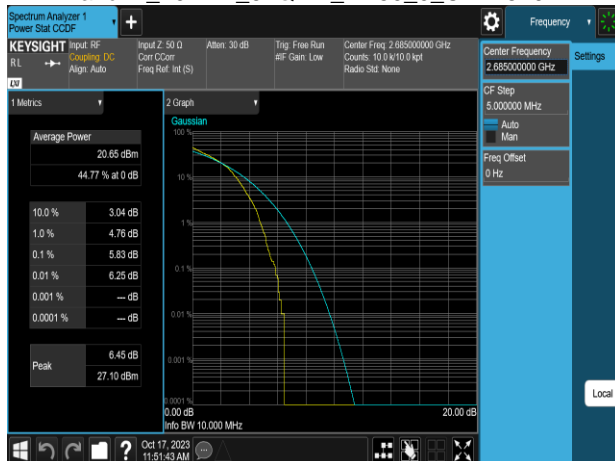 Spectrum Analyzer 1
Power Stat CCDF
Frequency
KEYSIGHT
RL
LXI
Input: RF
Coupling: DC
Align: Auto
Input Z: 50 Ω
Corr CCorr
Freq Ref: Int (S)
Atten: 30 dB
Trig: Free Run
#IF Gain: Low
Center Freq: 2.685000000 GHz
Counts: 10.0 k/10.0 kpt
Radio Std: None
Center Frequency
2.685000000 GHz
Settings
CF Step
5.000000 MHz
Auto
Man
Freq Offset
0 Hz
1 Metrics
Average Power
20.65 dBm
44.77 % at 0 dB
10.0 % 3.04 dB
1.0 % 4.76 dB
0.1 % 5.83 dB
0.01 % 6.25 dB
0.001 % --- dB
0.0001 % --- dB
Peak
6.45 dB
27.10 dBm
2 Graph
Gaussian
100 %
10 %
1 %
0.1 %
0.01 %
0.001 %
0.0001 %
0.00 dB
20.00 dB
Info BW 10.000 MHz
Local
?
Oct 17, 2023
11:51:43 AM